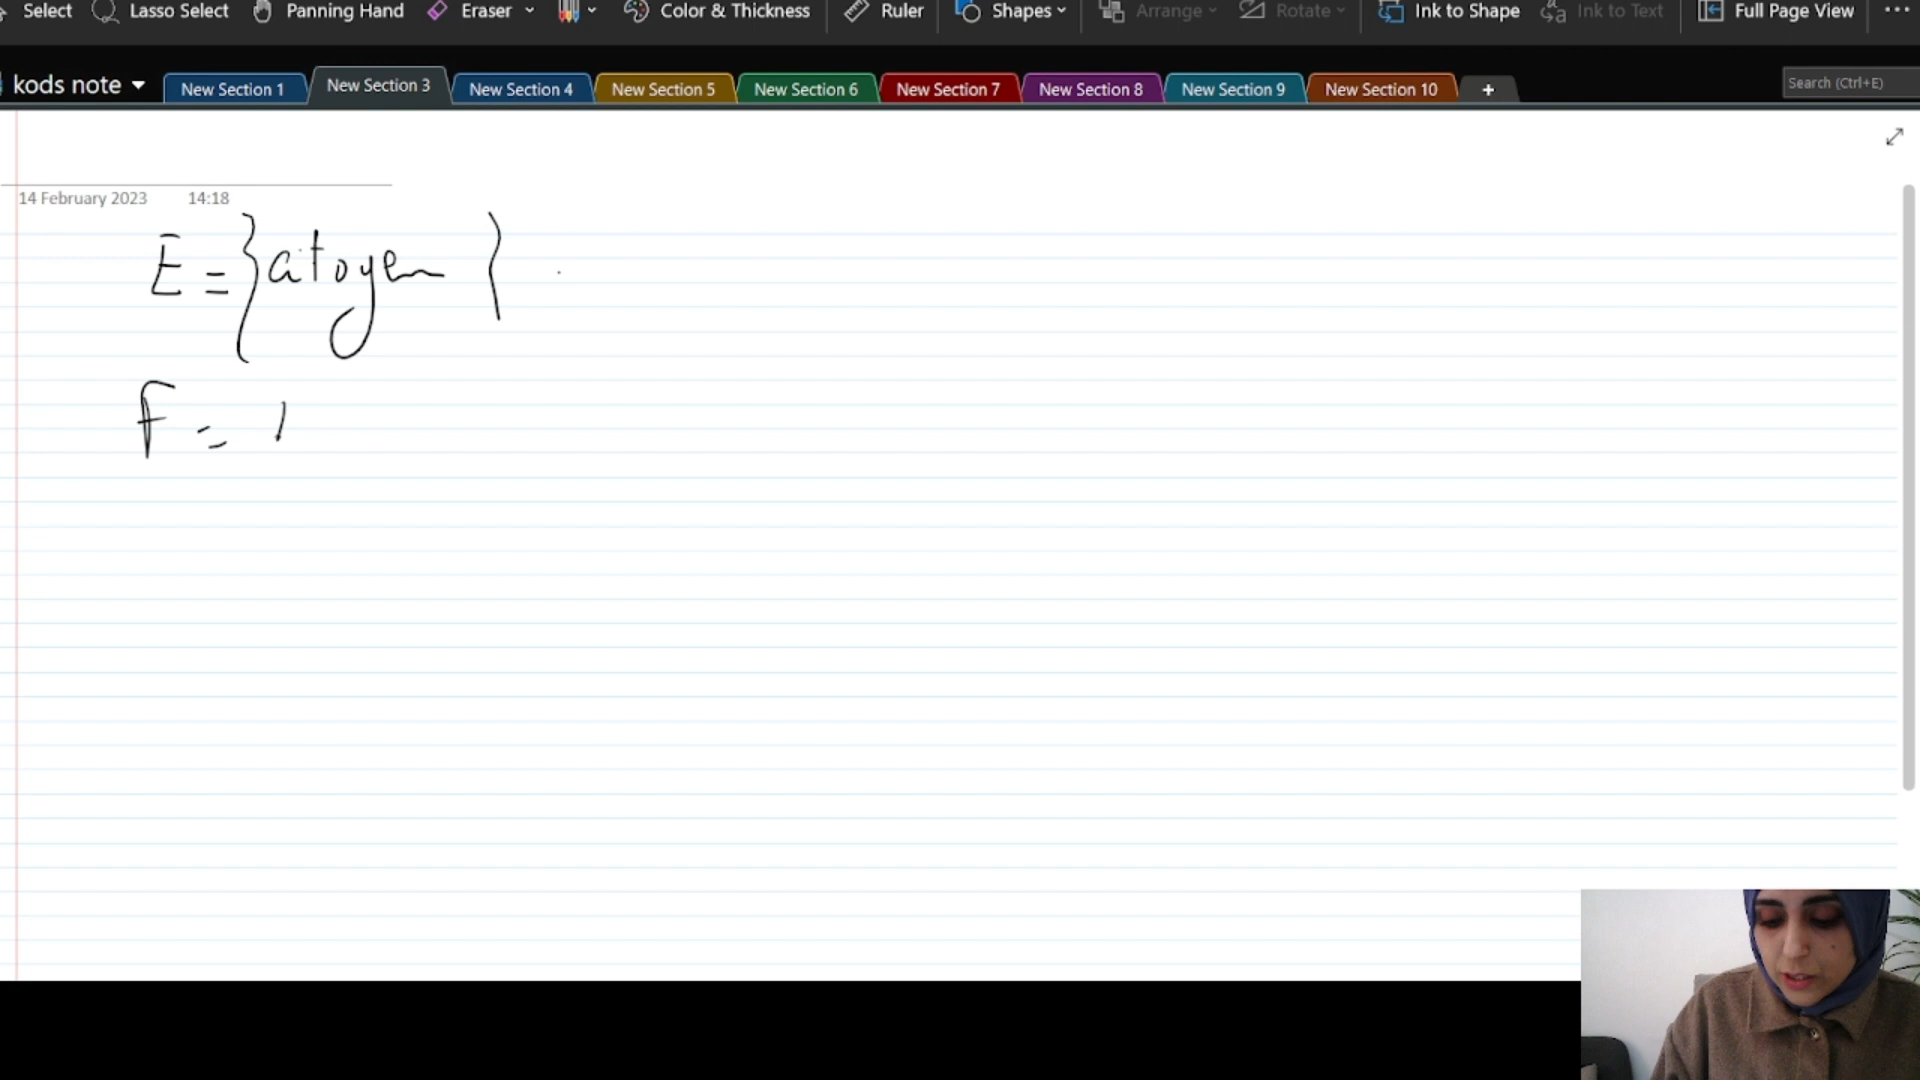 Select Lasso Select Panning Hand Eraser Color & Thickness Ruler Shapes Arrange Rotate Ink to Shape Ink to Text Full Page View
kods note New Section 1 New Section 3 New Section 4 New Section 5 New Section 6 New Section 7 New Section 8 New Section 9 New Section 10 + Search (Ctrl+E)
14 February 2023 14:18
E = }atoyen {
F =